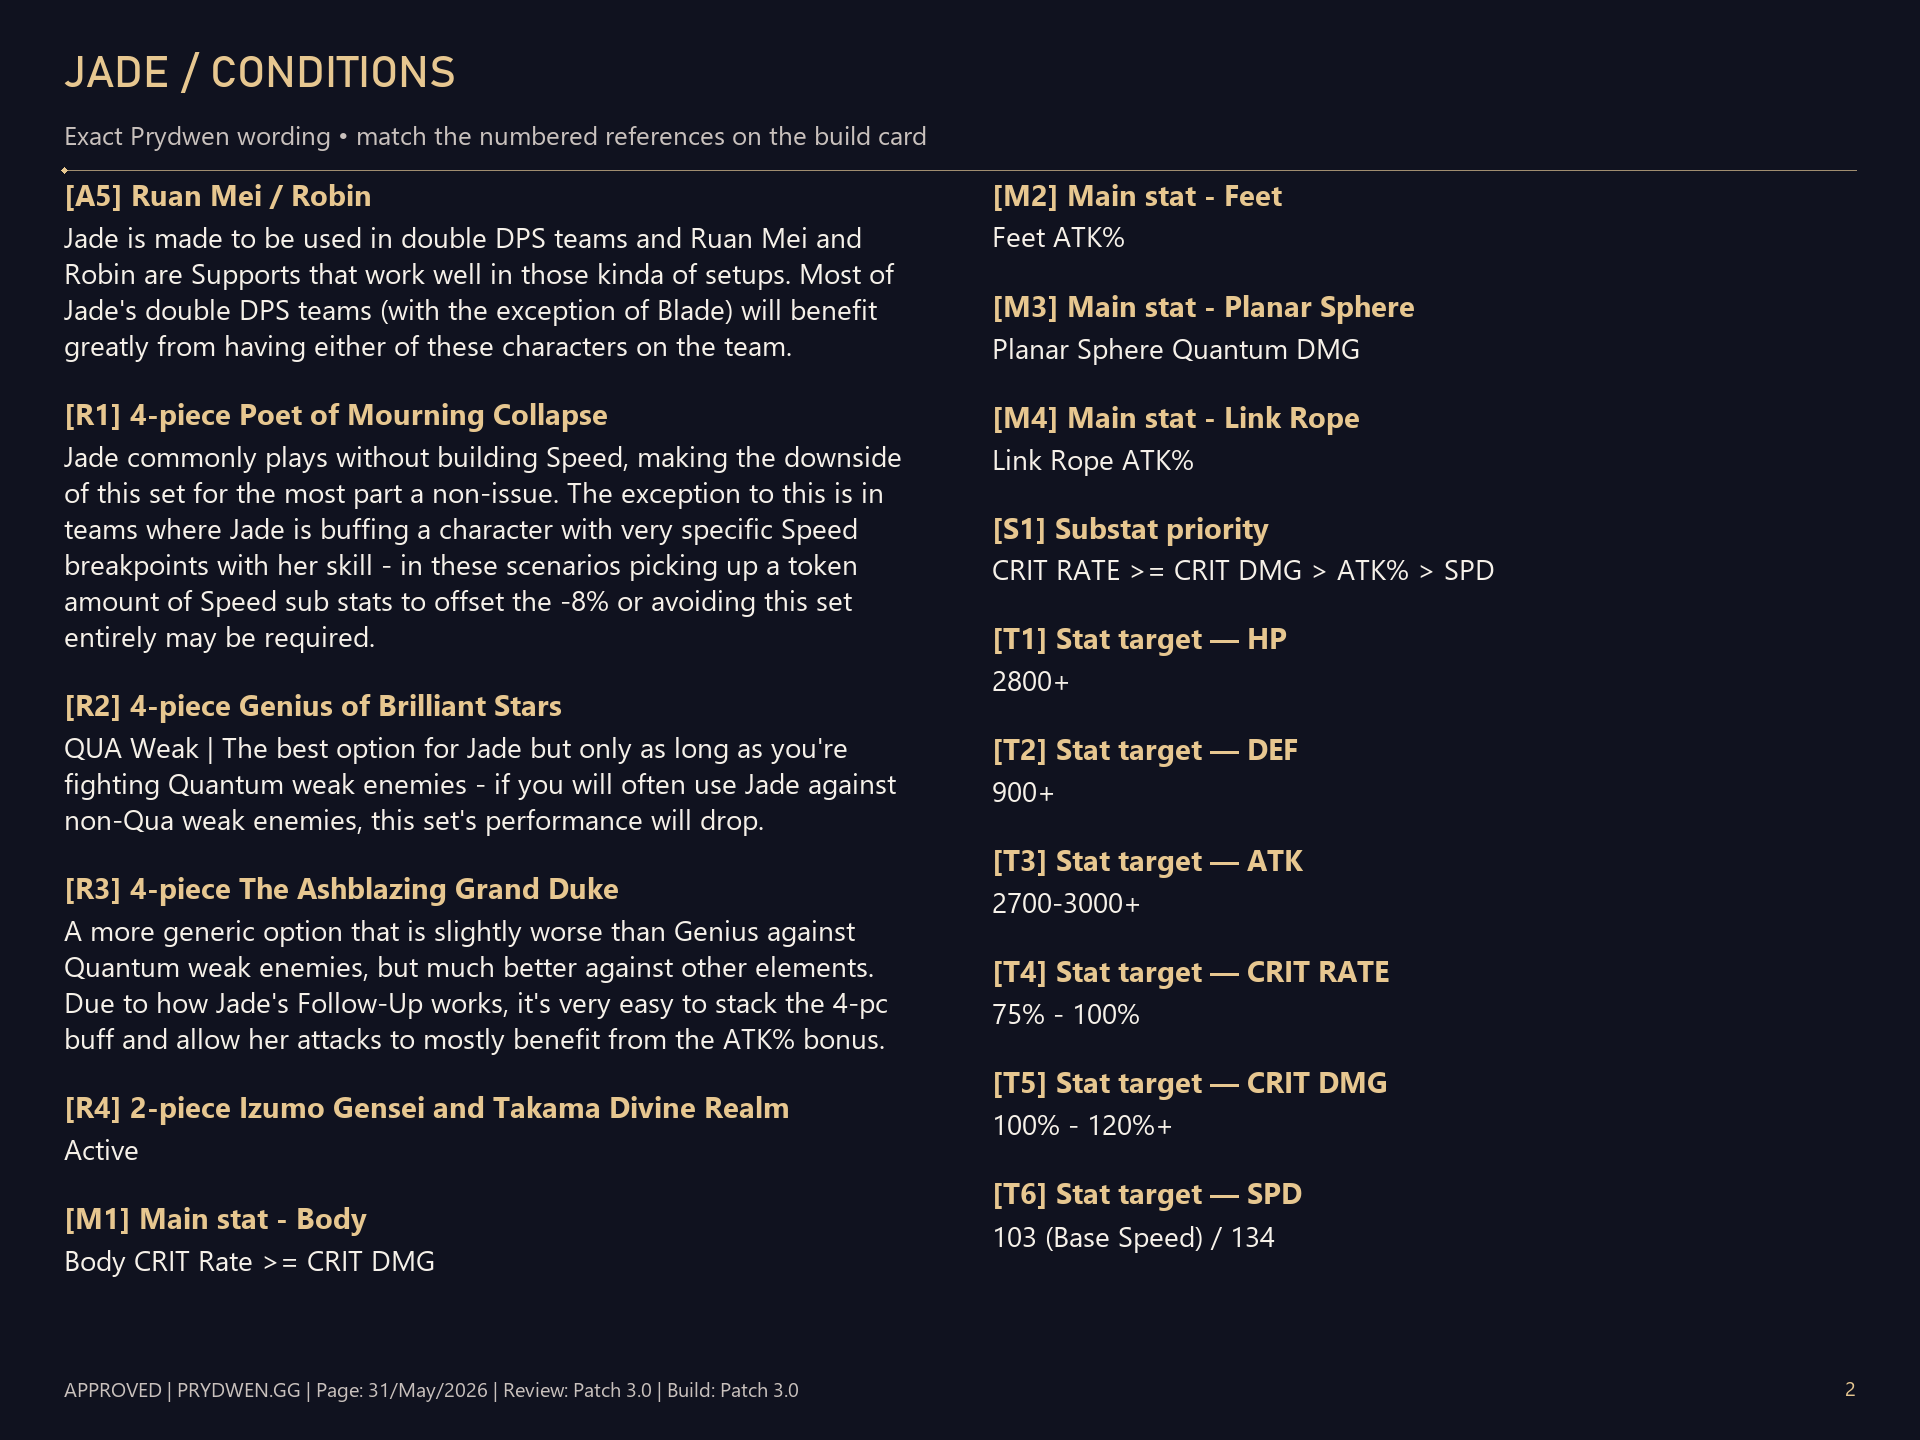 JADE / CONDITIONS
Exact Prydwen wording • match the numbered references on the build card
[A5] Ruan Mei / Robin
Jade is made to be used in double DPS teams and Ruan Mei and
Robin are Supports that work well in those kinda of setups. Most of
Jade's double DPS teams (with the exception of Blade) will benefit
greatly from having either of these characters on the team.
[R1] 4-piece Poet of Mourning Collapse
Jade commonly plays without building Speed, making the downside
of this set for the most part a non-issue. The exception to this is in
teams where Jade is buffing a character with very specific Speed
breakpoints with her skill - in these scenarios picking up a token
amount of Speed sub stats to offset the -8% or avoiding this set
entirely may be required.
[R2] 4-piece Genius of Brilliant Stars
QUA Weak | The best option for Jade but only as long as you're
fighting Quantum weak enemies - if you will often use Jade against
non-Qua weak enemies, this set's performance will drop.
[R3] 4-piece The Ashblazing Grand Duke
A more generic option that is slightly worse than Genius against
Quantum weak enemies, but much better against other elements.
Due to how Jade's Follow-Up works, it's very easy to stack the 4-pc
buff and allow her attacks to mostly benefit from the ATK% bonus.
[R4] 2-piece Izumo Gensei and Takama Divine Realm
Active
[M1] Main stat - Body
Body CRIT Rate >= CRIT DMG
[M2] Main stat - Feet
Feet ATK%
[M3] Main stat - Planar Sphere
Planar Sphere Quantum DMG
[M4] Main stat - Link Rope
Link Rope ATK%
[S1] Substat priority
CRIT RATE >= CRIT DMG > ATK% > SPD
[T1] Stat target — HP
2800+
[T2] Stat target — DEF
900+
[T3] Stat target — ATK
2700-3000+
[T4] Stat target — CRIT RATE
75% - 100%
[T5] Stat target — CRIT DMG
100% - 120%+
[T6] Stat target — SPD
103 (Base Speed) / 134
APPROVED | PRYDWEN.GG | Page: 31/May/2026 | Review: Patch 3.0 | Build: Patch 3.0
2